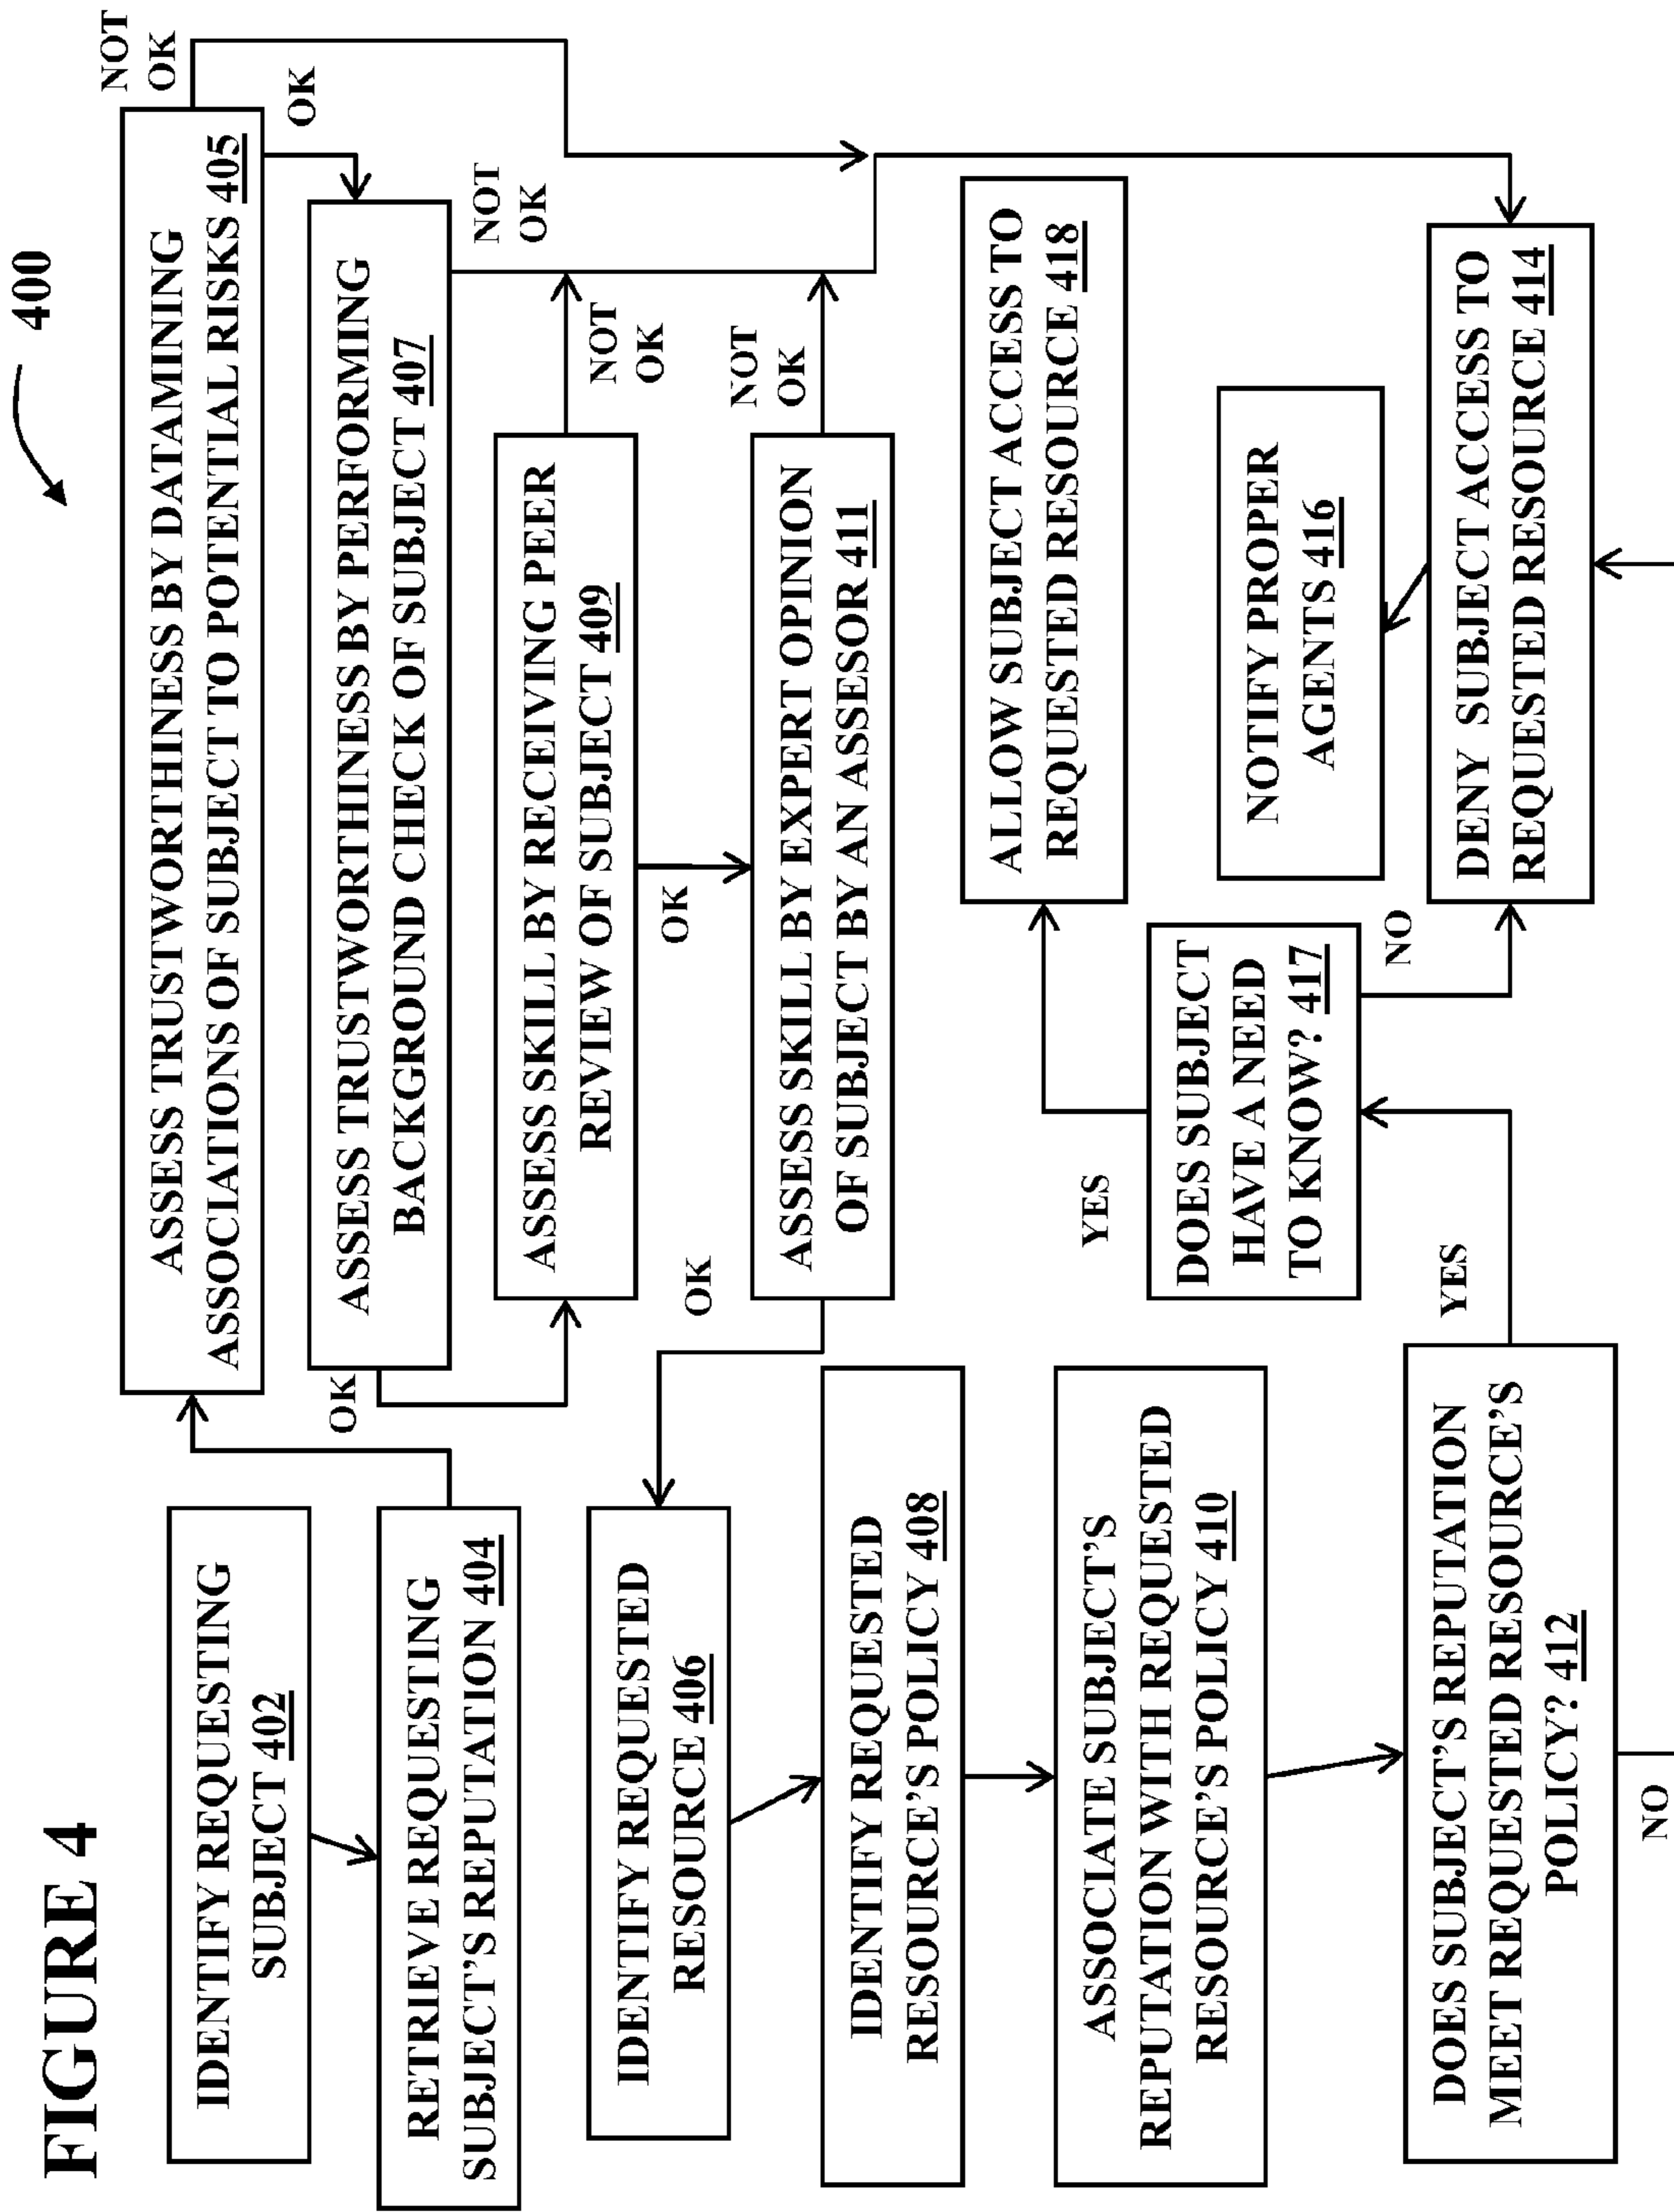 FIGURE 4
400
IDENTIFY REQUESTING
SUBJECT 402
RETRIEVE REQUESTING
SUBJECT'S REPUTATION 404
ASSESS TRUSTWORTHINESS BY DATAMINING
ASSOCIATIONS OF SUBJECT TO POTENTIAL RISKS 405
NOT
OK
OK
ASSESS TRUSTWORTHINESS BY PERFORMING
BACKGROUND CHECK OF SUBJECT 407
OK
NOT
OK
ASSESS SKILL BY RECEIVING PEER
REVIEW OF SUBJECT 409
NOT
OK
OK
ASSESS SKILL BY EXPERT OPINION
OF SUBJECT BY AN ASSESOR 411
OK
NOT
OK
IDENTIFY REQUESTED
RESOURCE 406
IDENTIFY REQUESTED
RESOURCE'S POLICY 408
ASSOCIATE SUBJECT'S
REPUTATION WITH REQUESTED
RESOURCE'S POLICY 410
DOES SUBJECT'S REPUTATION
MEET REQUESTED RESOURCE'S
POLICY? 412
YES
NO
DOES SUBJECT
HAVE A NEED
TO KNOW? 417
YES
NO
ALLOW SUBJECT ACCESS TO
REQUESTED RESOURCE 418
NOTIFY PROPER
AGENTS 416
DENY SUBJECT ACCESS TO
REQUESTED RESOURCE 414